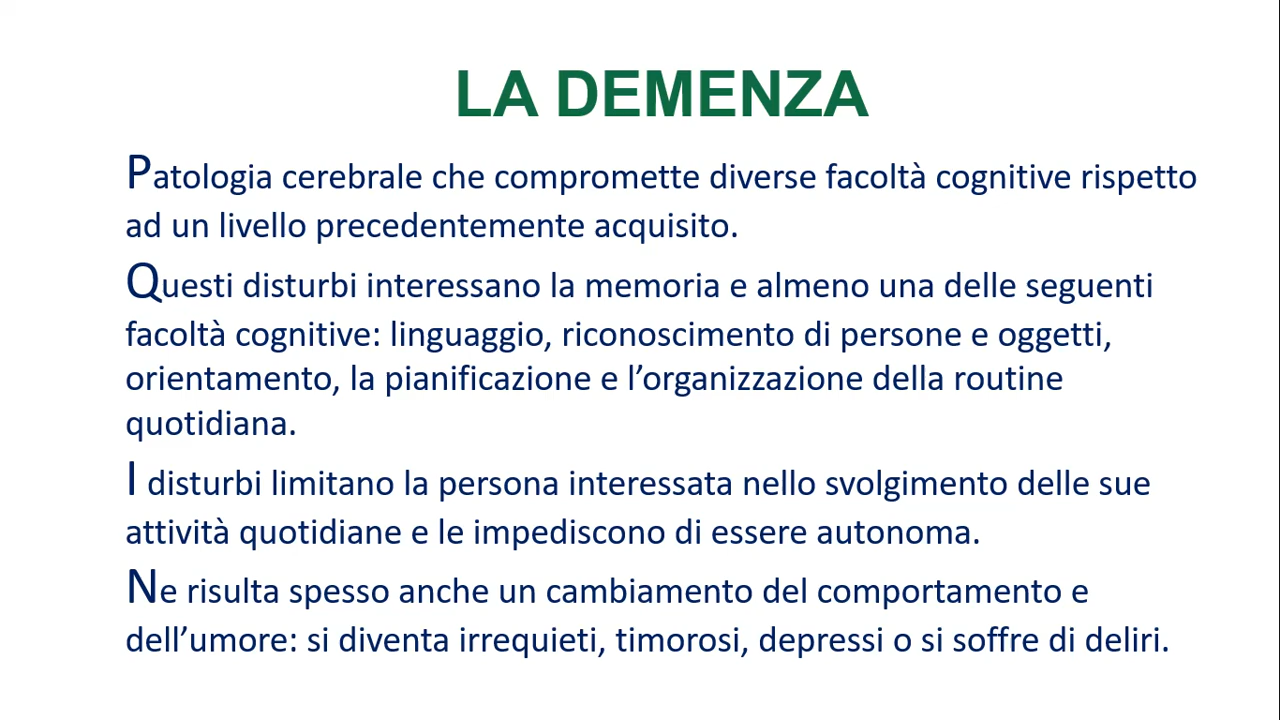 LA DEMENZA
Patologia cerebrale che compromette diverse facoltà cognitive rispetto
ad un livello precedentemente acquisito.
Questi disturbi interessano la memoria e almeno una delle seguenti
facoltà cognitive: linguaggio, riconoscimento di persone e oggetti,
orientamento, la pianificazione e l’organizzazione della routine
quotidiana.
I disturbi limitano la persona interessata nello svolgimento delle sue
attività quotidiane e le impediscono di essere autonoma.
Ne risulta spesso anche un cambiamento del comportamento e
dell’umore: si diventa irrequieti, timorosi, depressi o si soffre di deliri.